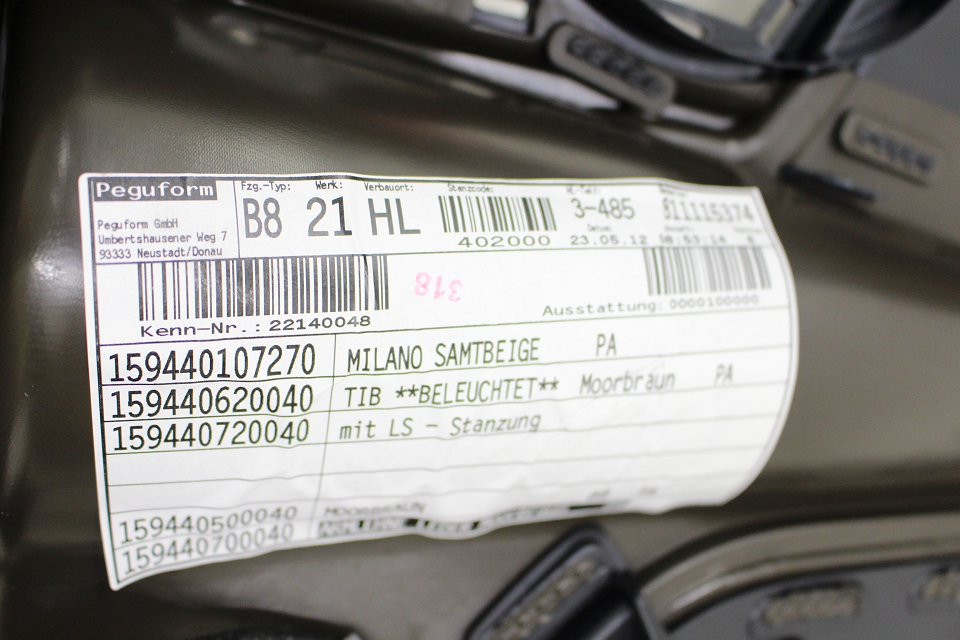 Peguform
Peguform GmbH
Umbertshausener Weg 7
93333 Neustadt/Donau
Fzg.-Typ: Werk: Verbauort: Stanzcode:
B8 21 HL
402000
3-485 811115374
Datum
23.05.12
318
Kenn-Nr.: 22140048
Ausstattung: 0000100000
159440107270 MILANO SAMTBEIGE PA
159440620040 TIB **BELEUCHTET** Moorbraun PA
159440720040 mit LS - Stanzung
159440500040 MOORBRAUN
159440700040